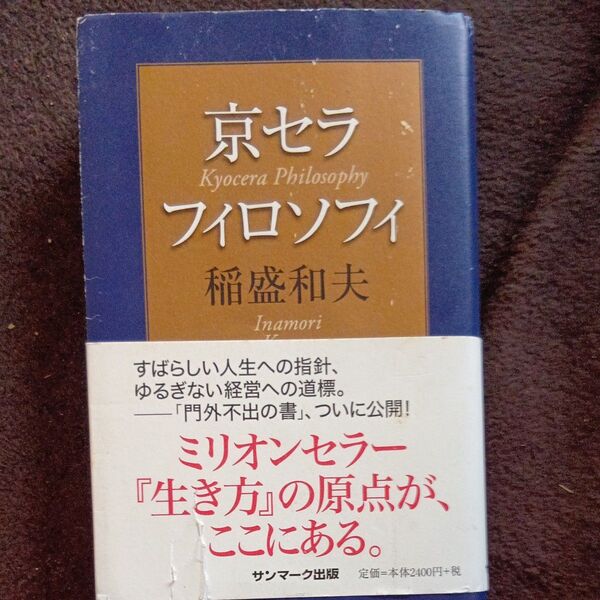 京セラ
Kyocera Philosophy
フィロソフィ
稲盛和夫
Inamori
すばらしい人生への指針、
ゆるぎない経営への道標。
——「門外不出の書」、ついに公開！
ミリオンセラー
『生き方』の原点が、
ここにある。
サンマーク出版 定価=本体2400円+税